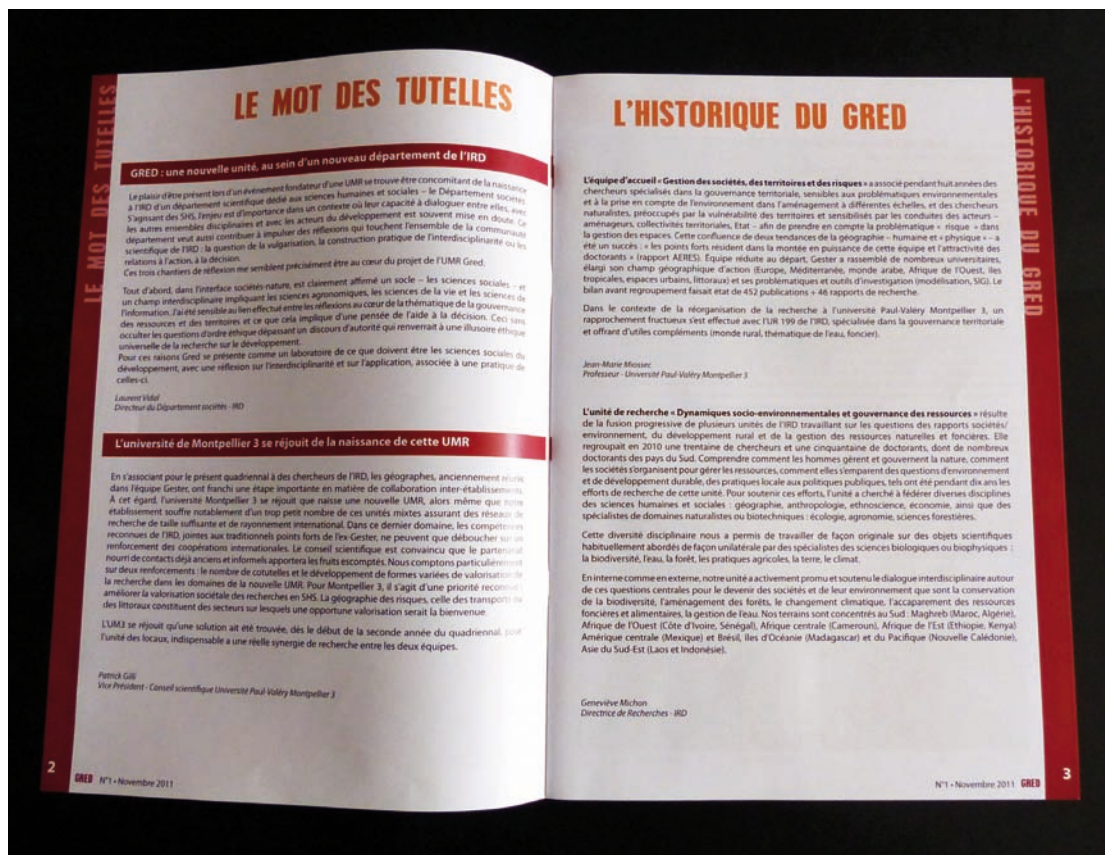 LE MOT DES TUTELLES
LE MOT DES TUTELLES
GRED : une nouvelle unité, au sein d'un nouveau département de l'IRD
Le plaisir d'être présent lors d'un évènement fondateur d'une UMR se trouve être concomitant de la naissance
à l'IRD d'un département scientifique dédié aux sciences humaines et sociales – le Département sociétés.
S'agissant des SHS, l'enjeu est d'importance dans un contexte où leur capacité à dialoguer entre elles, avec
les autres ensembles disciplinaires et avec les acteurs du développement est souvent mise en doute. Ce
département veut aussi contribuer à impulser des réflexions qui touchent l'ensemble de la communauté
scientifique de l'IRD : la question de la vulgarisation, la construction pratique de l'interdisciplinarité ou les
relations à l'action, à la décision.
Ces trois chantiers de réflexion me semblent précisément être au cœur du projet de l'UMR Gred.
Tout d'abord, dans l'interface sociétés-nature, est clairement affirmé un socle – les sciences sociales – et
un champ interdisciplinaire impliquant les sciences agronomiques, les sciences de la vie et les sciences de
l'information. J'ai été sensible au lien effectué entre les réflexions au cœur de la thématique de la gouvernance
des ressources et des territoires et ce que cela implique d'une pensée de l'aide à la décision. Ceci sans
occulter les questions d'ordre éthique dépassant un discours d'autorité qui renverrait à une illusoire éthique
universelle de la recherche sur le développement.
Pour ces raisons Gred se présente comme un laboratoire de ce que doivent être les sciences sociales du
développement, avec une réflexion sur l'interdisciplinarité et sur l'application, associée à une pratique de
celles-ci.
Laurent Vidal
Directeur du Département sociétés - IRD
L'université de Montpellier 3 se réjouit de la naissance de cette UMR
En s'associant pour le présent quadriennal à des chercheurs de l'IRD, les géographes, anciennement réunis
dans l'équipe Gester, ont franchi une étape importante en matière de collaboration inter-établissements.
À cet égard, l'université Montpellier 3 se réjouit que naisse une nouvelle UMR, alors même que notre
établissement souffre notablement d'un trop petit nombre de ces unités mixtes assurant des réseaux de
recherche de taille suffisante et de rayonnement international. Dans ce dernier domaine, les compétences
reconnues de l'IRD, jointes aux traditionnels points forts de l'ex-Gester, ne peuvent que déboucher sur un
renforcement des coopérations internationales. Le conseil scientifique est convaincu que le partenariat
nourri de contacts déjà anciens et informels apportera les fruits escomptés. Nous comptons particulièrement
sur deux renforcements : le nombre de cotutelles et le développement de formes variées de valorisation de
la recherche dans les domaines de la nouvelle UMR. Pour Montpellier 3, il s'agit d'une priorité reconnue :
améliorer la valorisation sociétale des recherches en SHS. La géographie des risques, celle des transports ou
des littoraux constituent des secteurs sur lesquels une opportune valorisation serait la bienvenue.
L'UM3 se réjouit qu'une solution ait été trouvée, dès le début de la seconde année du quadriennal, pour
l'unité des locaux, indispensable a une réelle synergie de recherche entre les deux équipes.
Patrick Gilli
Vice Président - Conseil scientifique Université Paul-Valéry Montpellier 3
2 GRED N°1 • Novembre 2011
L'HISTORIQUE DU GRED
L'HISTORIQUE DU GRED
L'équipe d'accueil « Gestion des sociétés, des territoires et des risques » a associé pendant huit années des
chercheurs spécialisés dans la gouvernance territoriale, sensibles aux problématiques environnementales
et à la prise en compte de l'environnement dans l'aménagement à différentes échelles, et des chercheurs
naturalistes, préoccupés par la vulnérabilité des territoires et sensibilisés par les conduites des acteurs –
aménageurs, collectivités territoriales, Etat – afin de prendre en compte la problématique « risque » dans
la gestion des espaces. Cette confluence de deux tendances de la géographie – humaine et « physique » – a
été un succès : « les points forts résident dans la montée en puissance de cette équipe et l'attractivité des
doctorants » (rapport AERES). Equipe réduite au départ, Gester a rassemblé de nombreux universitaires,
élargi son champ géographique d'action (Europe, Méditerranée, monde arabe, Afrique de l'Ouest, îles
tropicales, espaces urbains, littoraux) et ses problématiques et outils d'investigation (modélisation, SIG). Le
bilan avant regroupement faisait etat de 452 publications + 46 rapports de recherche.
Dans le contexte de la réorganisation de la recherche à l'université Paul-Valéry Montpellier 3, un
rapprochement fructueux s'est effectué avec l'UR 199 de l'IRD, spécialisée dans la gouvernance territoriale
et offrant d'utiles compléments (monde rural, thématique de l'eau, foncier).
Jean-Marie Miossec
Professeur - Université Paul-Valéry Montpellier 3
L'unité de recherche « Dynamiques socio-environnementales et gouvernance des ressources » résulte
de la fusion progressive de plusieurs unités de l'IRD travaillant sur les questions des rapports sociétés/
environnement, du développement rural et de la gestion des ressources naturelles et foncières. Elle
regroupait en 2010 une trentaine de chercheurs et une cinquantaine de doctorants, dont de nombreux
doctorants des pays du Sud. Comprendre comment les hommes gèrent et gouvernent la nature, comment
les sociétés s'organisent pour gérer les ressources, comment elles s'emparent des questions d'environnement
et de développement durable, des pratiques locale aux politiques publiques, tels ont été pendant dix ans les
efforts de recherche de cette unité. Pour soutenir ces efforts, l'unité a cherché à fédérer diverses disciplines
des sciences humaines et sociales : géographie, anthropologie, ethnoscience, économie, ainsi que des
spécialistes de domaines naturalistes ou biotechniques : écologie, agronomie, sciences forestières.
Cette diversité disciplinaire nous a permis de travailler de façon originale sur des objets scientifiques
habituellement abordés de façon unilatérale par des spécialistes des sciences biologiques ou biophysiques :
la biodiversité, l'eau, la forêt, les pratiques agricoles, la terre, le climat.
En interne comme en externe, notre unité a activement promu et soutenu le dialogue interdisciplinaire autour
de ces questions centrales pour le devenir des sociétés et de leur environnement que sont la conservation
de la biodiversité, l'aménagement des forêts, le changement climatique, l'accaparement des ressources
foncières et alimentaires, la gestion de l'eau. Nos terrains sont concentrés au Sud : Maghreb (Maroc, Algérie),
Afrique de l'Ouest (Côte d'Ivoire, Sénégal), Afrique centrale (Cameroun), Afrique de l'Est (Ethiopie, Kenya)
Amérique centrale (Mexique) et Brésil, Iles d'Océanie (Madagascar) et du Pacifique (Nouvelle Calédonie),
Asie du Sud-Est (Laos et Indonésie).
Geneviève Michon
Directrice de Recherches - IRD
N°1 • Novembre 2011 GRED 3